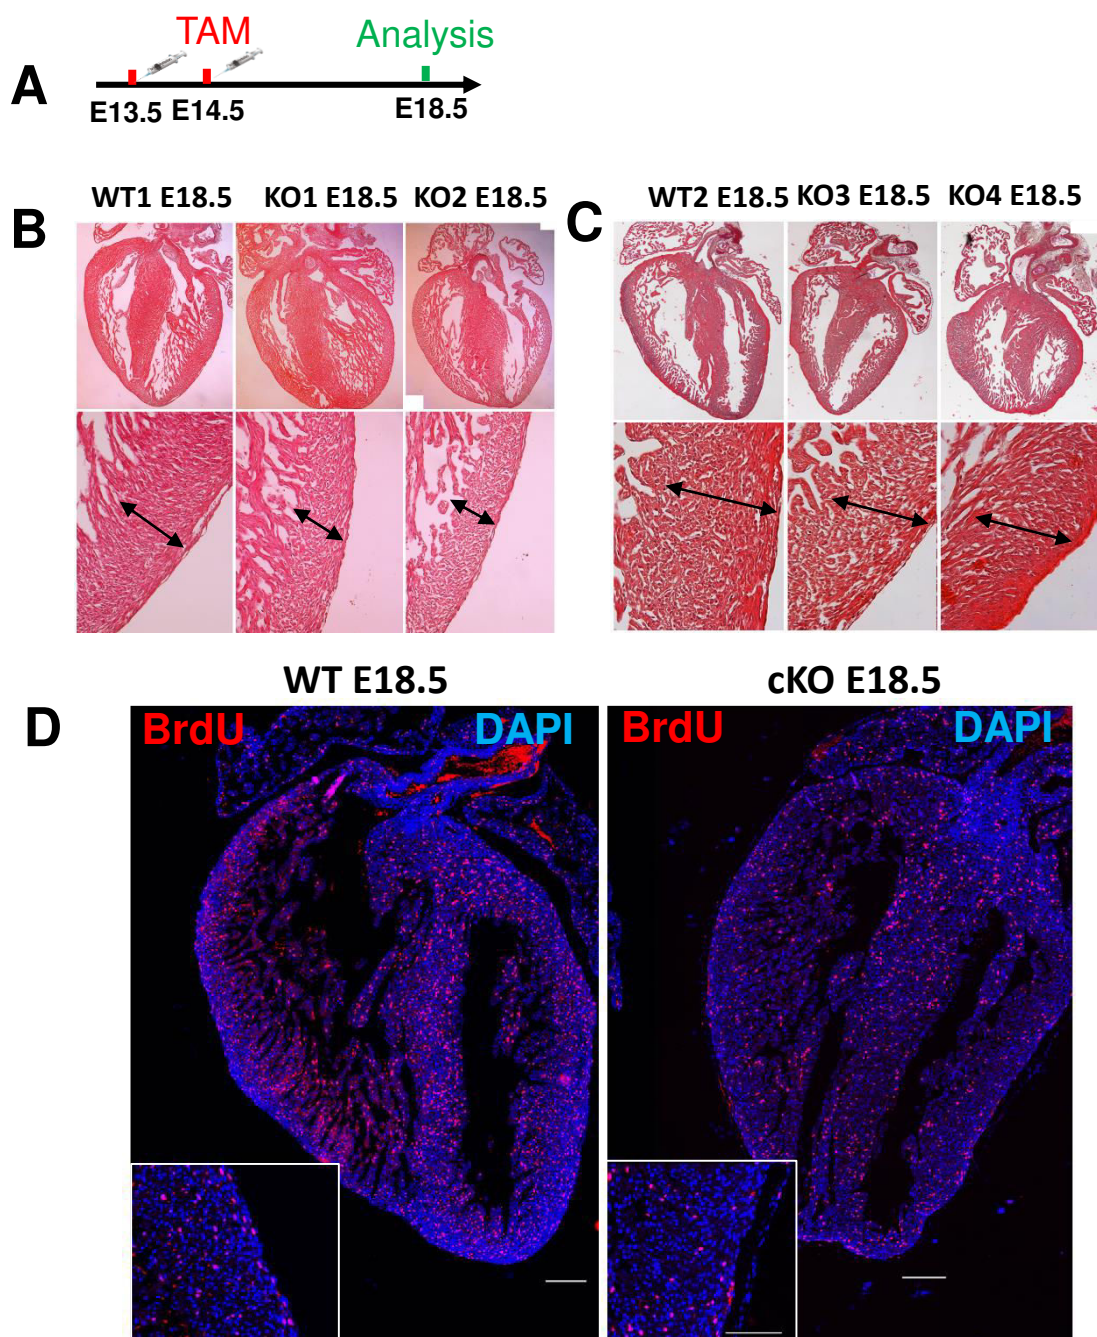 A
TAM
Analysis
E13.5 E14.5 E18.5
B
WT1 E18.5 KO1 E18.5 KO2 E18.5
C
WT2 E18.5 KO3 E18.5 KO4 E18.5
D
WT E18.5 cKO E18.5
BrdU DAPI BrdU DAPI